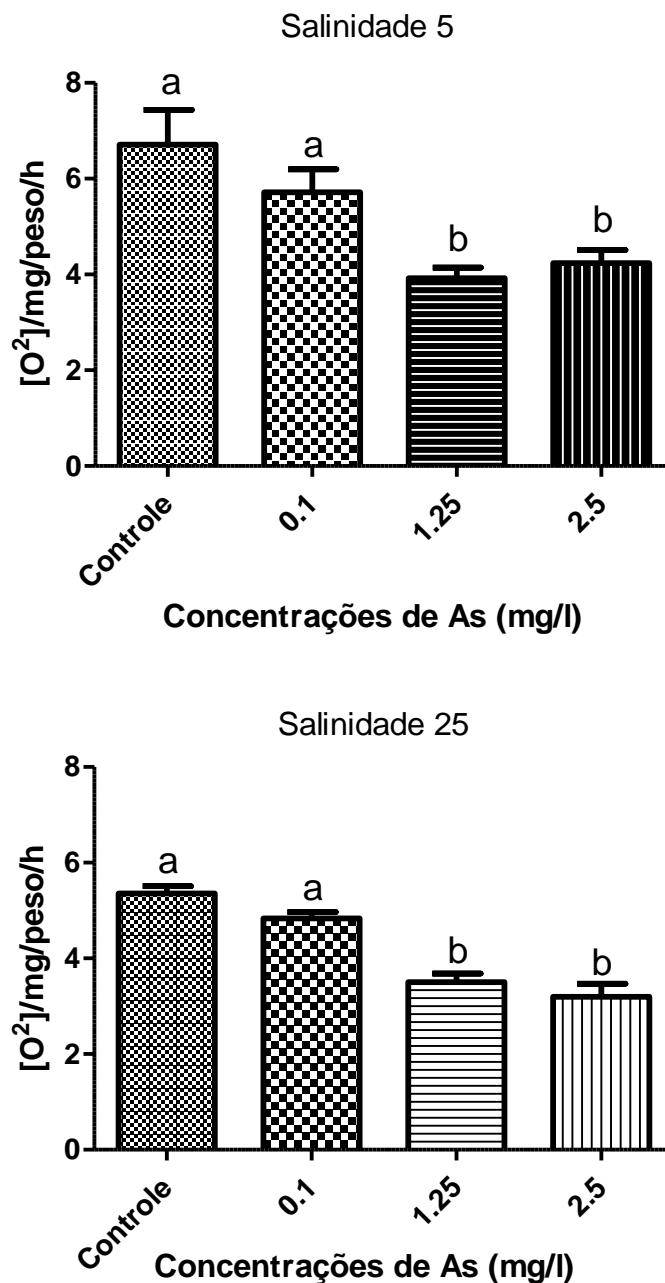 Salinidade 5
8
6
4
2
0
[O²]/mg/peso/h
a
a
b
b
Controle
0.1
1.25
2.5
Concentrações de As (mg/l)
Salinidade 25
8
6
4
2
0
[O²]/mg/peso/h
a
a
b
b
Controle
0.1
1.25
2.5
Concentrações de As (mg/l)